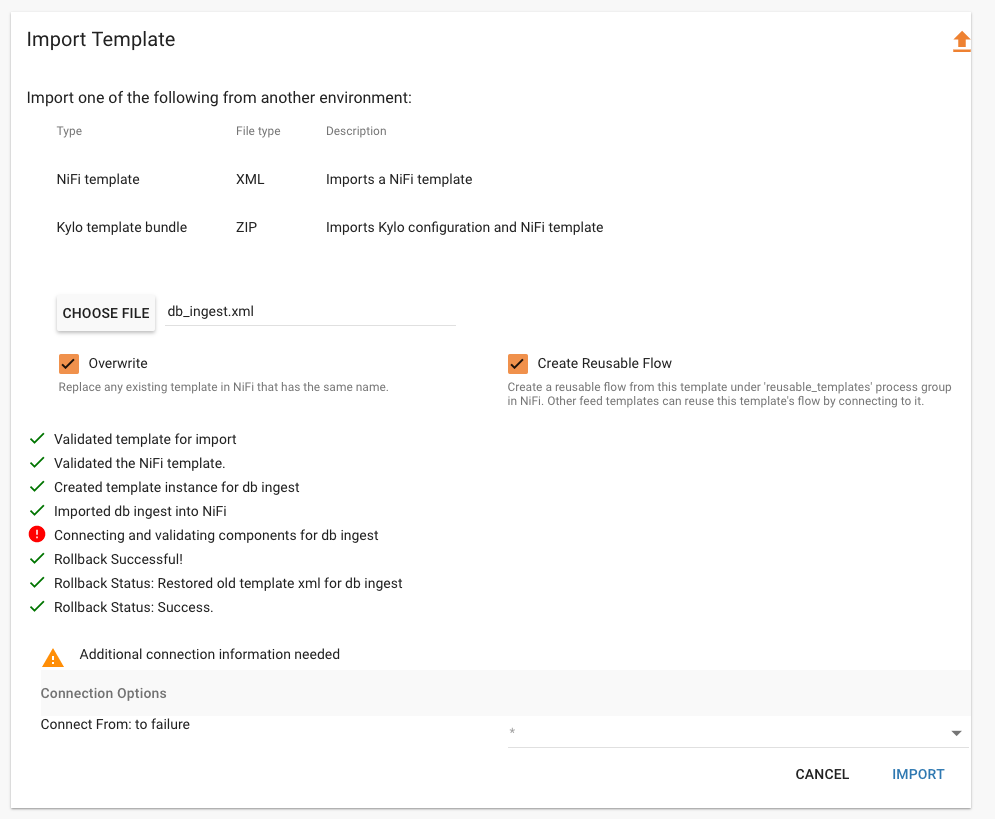 Import Template
Import one of the following from another environment:
Type File type Description
NiFi template XML Imports a NiFi template
Kylo template bundle ZIP Imports Kylo configuration and NiFi template
CHOOSE FILE db_ingest.xml
Overwrite
Replace any existing template in NiFi that has the same name.
Create Reusable Flow
Create a reusable flow from this template under 'reusable_templates' process group
in NiFi. Other feed templates can reuse this template's flow by connecting to it.
Validated template for import
Validated the NiFi template.
Created template instance for db ingest
Imported db ingest into NiFi
Connecting and validating components for db ingest
Rollback Successful!
Rollback Status: Restored old template xml for db ingest
Rollback Status: Success.
Additional connection information needed
Connection Options
Connect From: to failure
*
CANCEL IMPORT